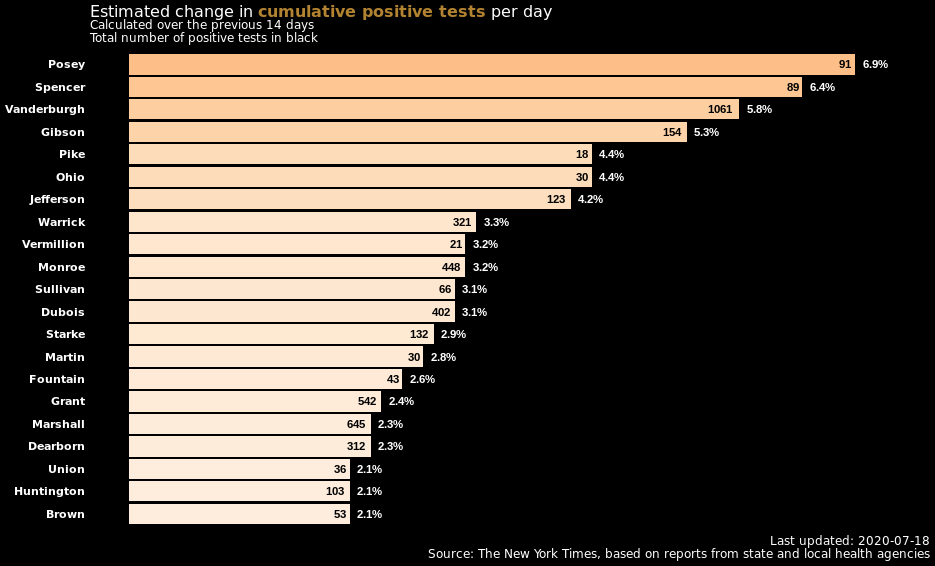 Estimated change in cumulative positive tests per day
Calculated over the previous 14 days
Total number of positive tests in black
Posey 91 6.9%
Spencer 89 6.4%
Vanderburgh 1061 5.8%
Gibson 154 5.3%
Pike 18 4.4%
Ohio 30 4.4%
Jefferson 123 4.2%
Warrick 321 3.3%
Vermillion 21 3.2%
Monroe 448 3.2%
Sullivan 66 3.1%
Dubois 402 3.1%
Starke 132 2.9%
Martin 30 2.8%
Fountain 43 2.6%
Grant 542 2.4%
Marshall 645 2.3%
Dearborn 312 2.3%
Union 36 2.1%
Huntington 103 2.1%
Brown 53 2.1%
Last updated: 2020-07-18
Source: The New York Times, based on reports from state and local health agencies